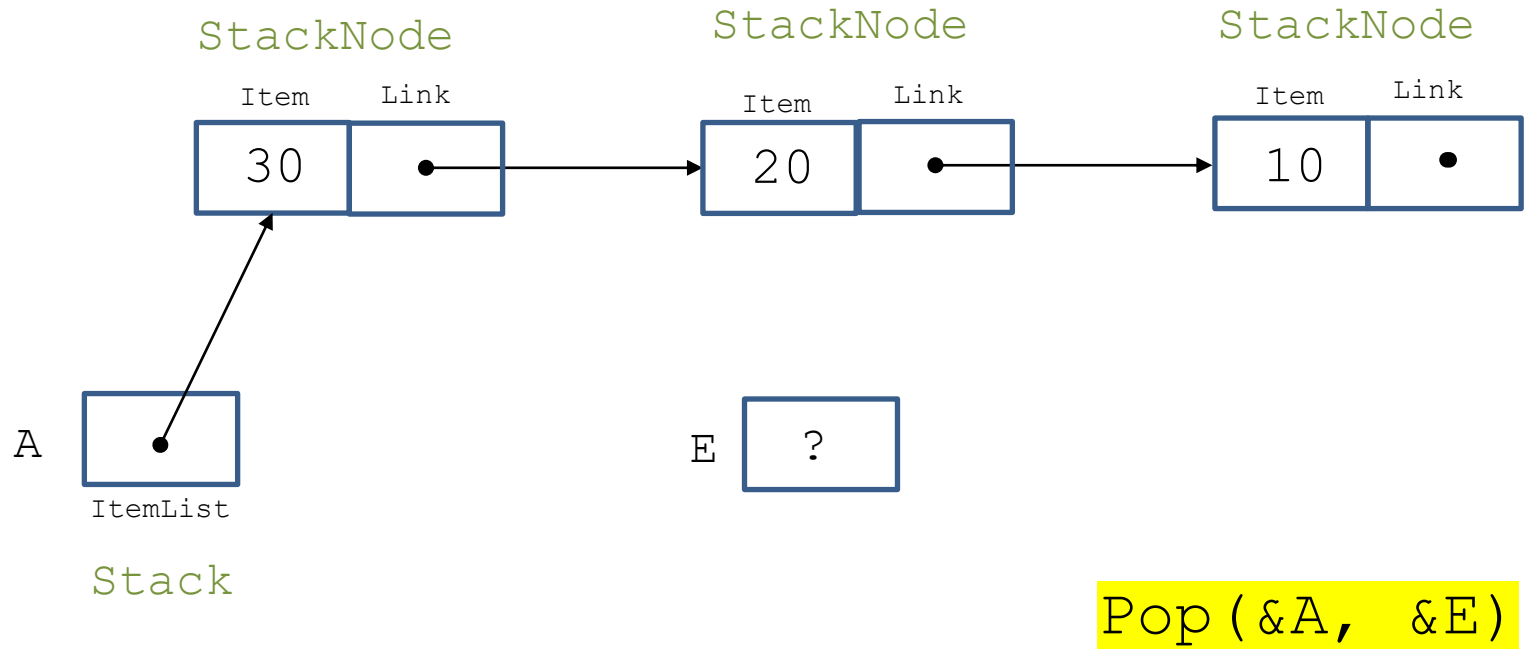 StackNode StackNode StackNode
Item Link Item Link Item Link
30 20 10
A E ?
ItemList
Stack
Pop(&A, &E)